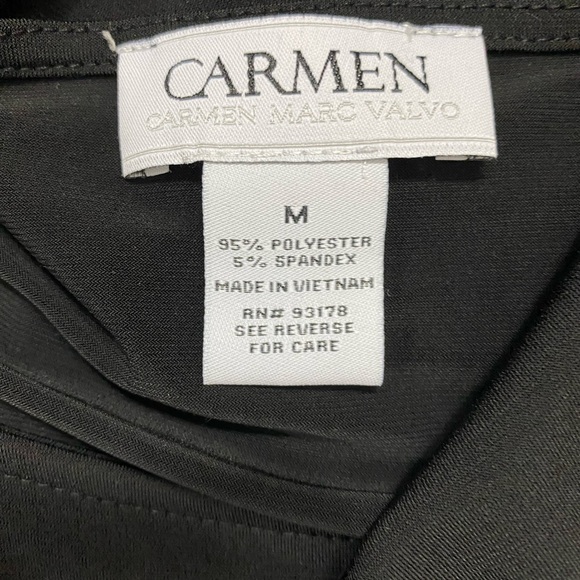 CARMEN
CARMEN MARC VALVO
M
95% POLYESTER
5% SPANDEX
MADE IN VIETNAM
RN# 93178
SEE REVERSE
FOR CARE